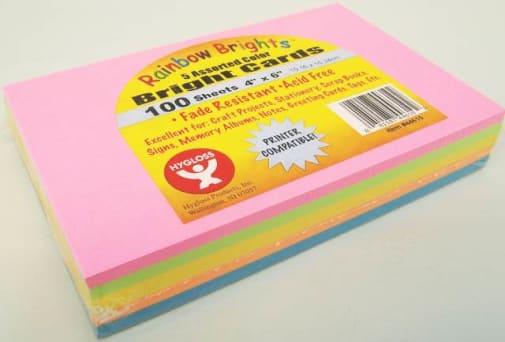 Rainbow Brights
5 Assorted Color
Bright Cards
100 Sheets 4" x 6"
• Fade Resistant • Acid Free
Excellent for: Craft Projects, Stationery, Scrap Books,
Signs, Memory Albums, Notes, Greeting Cards, Tags, Etc.
PRINTER
COMPATIBLE!
HYGLOSS
Hygloss Products, Inc.